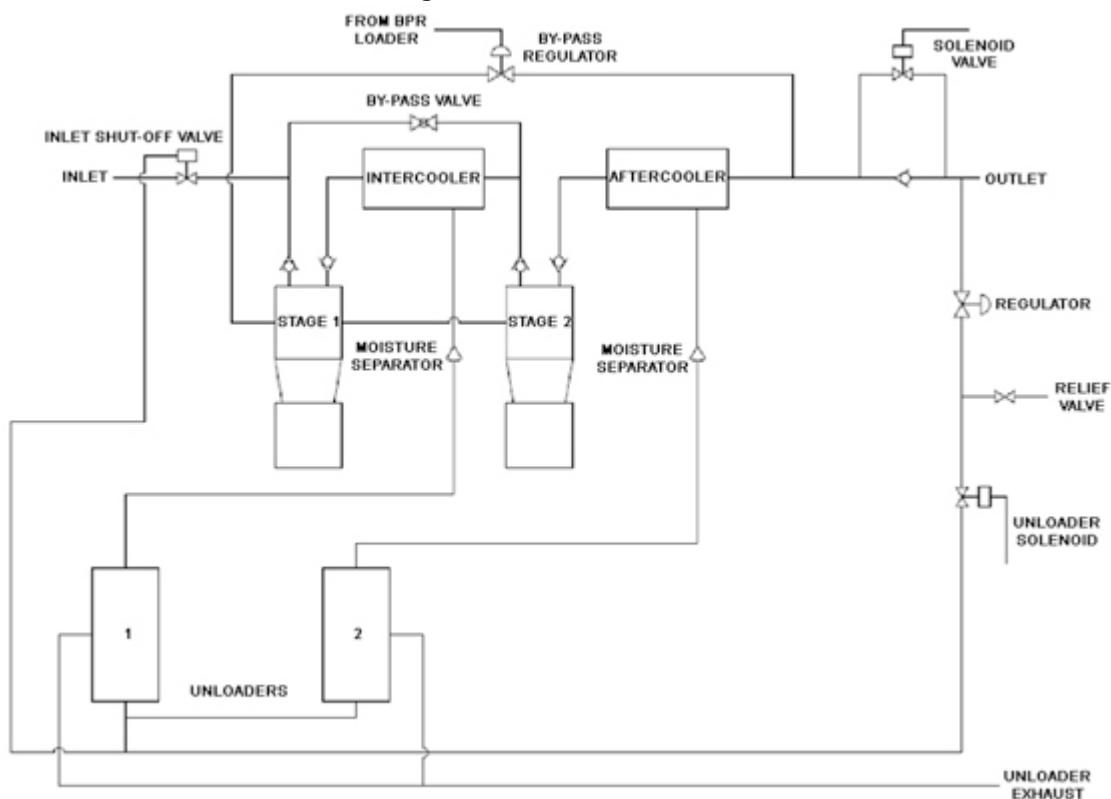 FROM BPR
LOADER
BY-PASS
REGULATOR
SOLENOID
VALVE
BY-PASS VALVE
INLET SHUT-OFF VALVE
INLET
INTERCOOLER
AFTERCOOLER
OUTLET
REGULATOR
STAGE 1
STAGE 2
MOISTURE
SEPARATOR
MOISTURE
SEPARATOR
RELIEF
VALVE
UNLOADER
SOLENOID
1
2
UNLOADERS
UNLOADER
EXHAUST